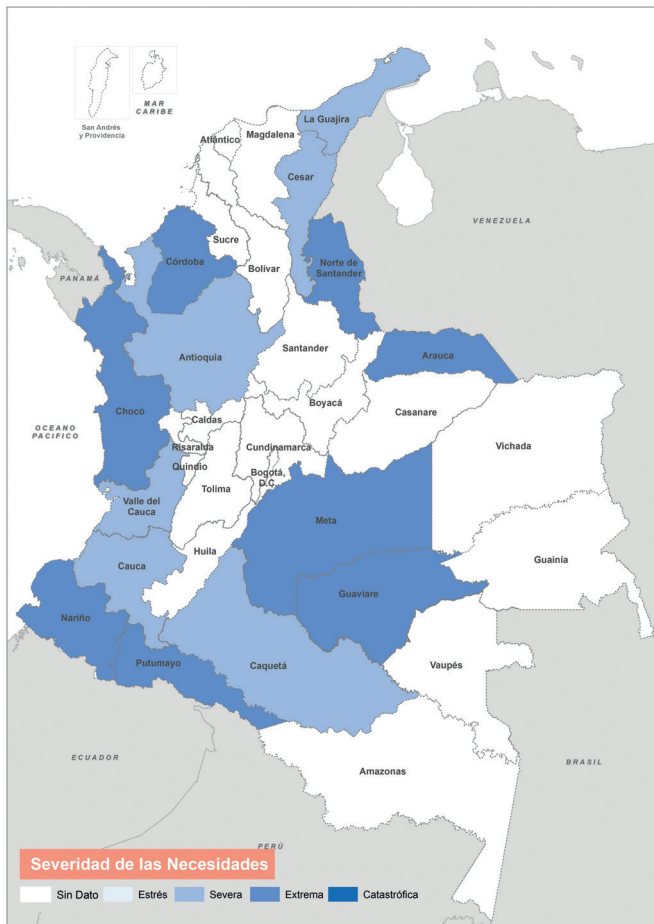 MAR
CARIBE
San Andrés
y Providencia
La Guajira
Magdalena
Atlántico
Cesar
VENEZUELA
Sucre
Norte de
Santander
Córdoba
Bolívar
PANAMÁ
Santander
Arauca
Antioquia
Boyacá
Chocó
Casanare
Caldas
OCEANO
PACIFICO
Cundinamarca
Vichada
Risaralda
Quindio
Bogotá,
D.C.
Tolima
Valle del
Cauca
Meta
Huila
Guainía
Cauca
Guaviare
Nariño
Vaupés
Putumayo
Caquetá
ECUADOR
BRASIL
Amazonas
PERÚ
Severidad de las Necesidades
Sin Dato
Estrés
Severa
Extrema
Catastrófica